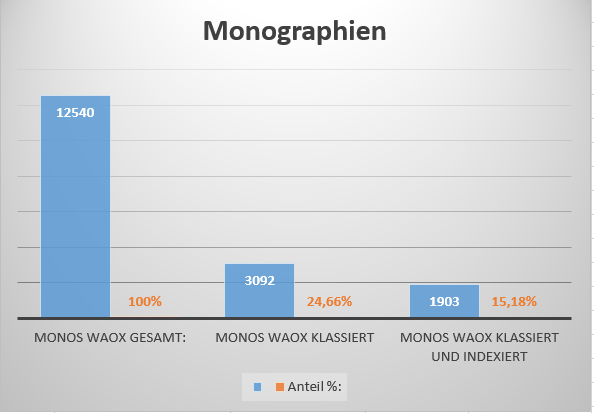 Monographien
12540
100%
3092
24,66%
1903
15,18%
MONOS WAOX GESAMT:
MONOS WAOX KLASSIERT
MONOS WAOX KLASSIERT
UND INDEXIERT
Anteil %: